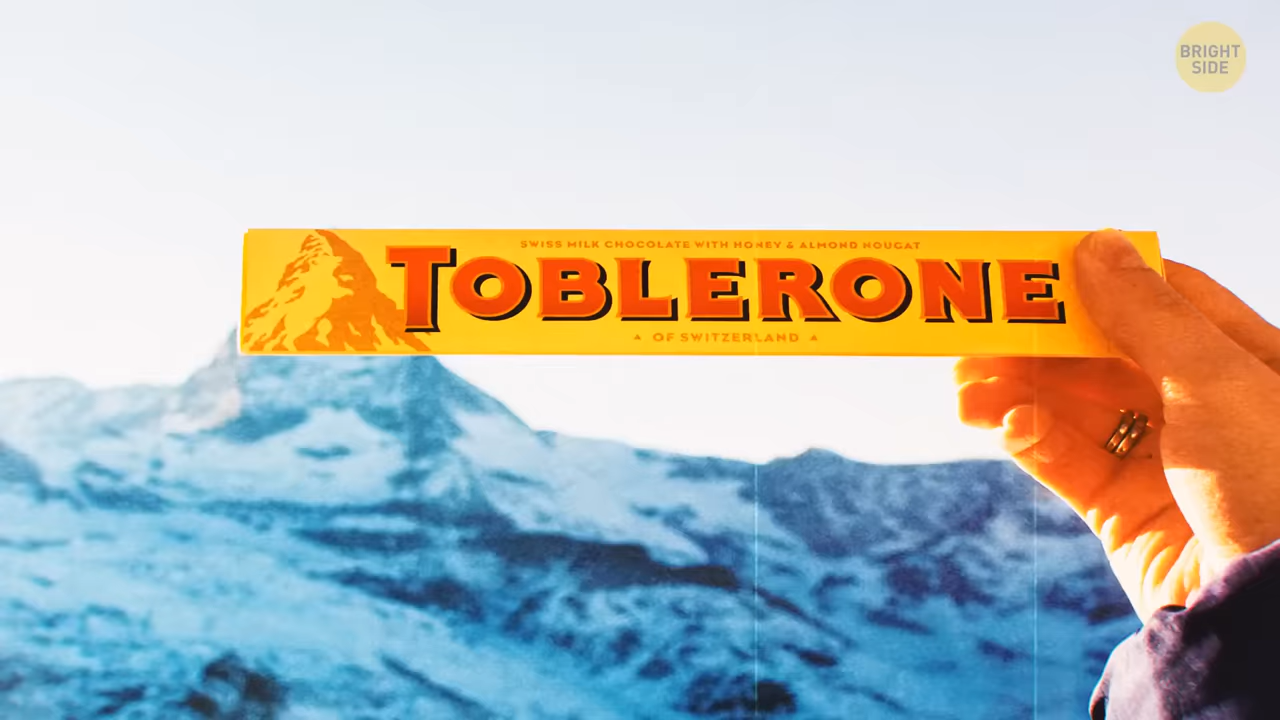 BRIGHT
SIDE
SWISS MILK CHOCOLATE WITH HONEY & ALMOND NOUGAT
TOBLERONE
OF SWITZERLAND